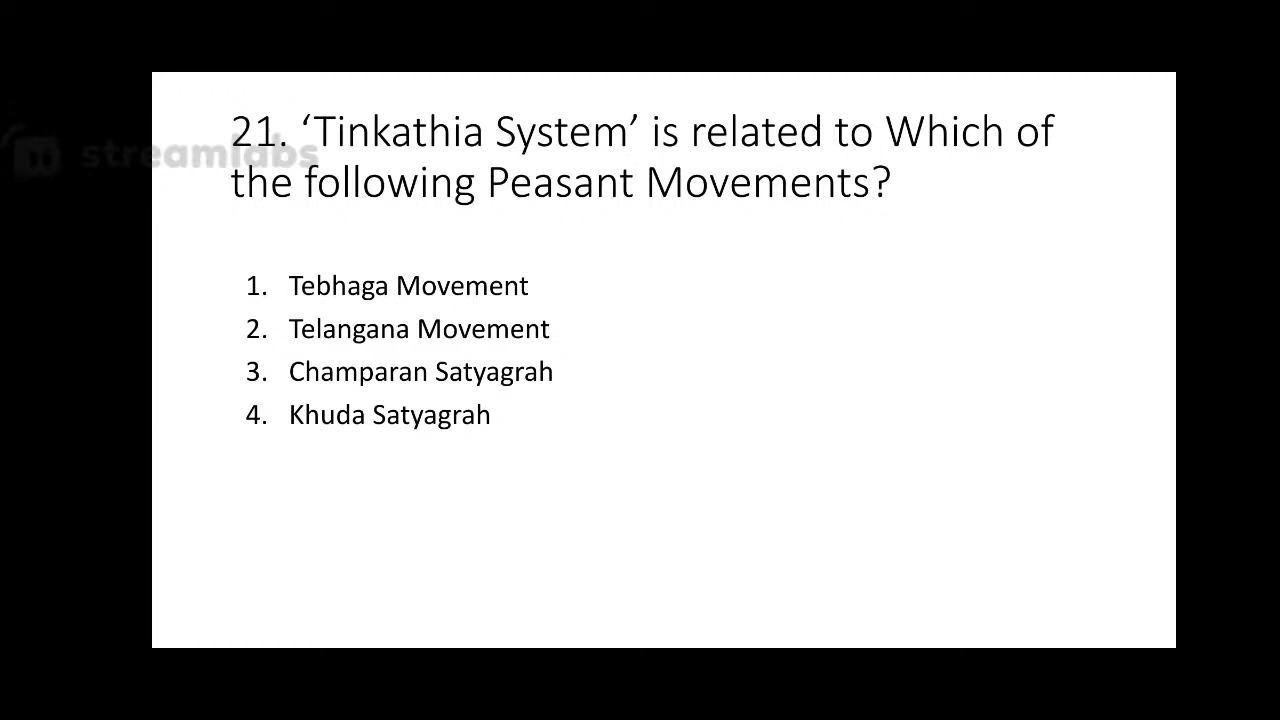 21. ‘Tinkathia System’ is related to Which of
the following Peasant Movements?
streamlabs
1. Tebhaga Movement
2. Telangana Movement
3. Champaran Satyagrah
4. Khuda Satyagrah